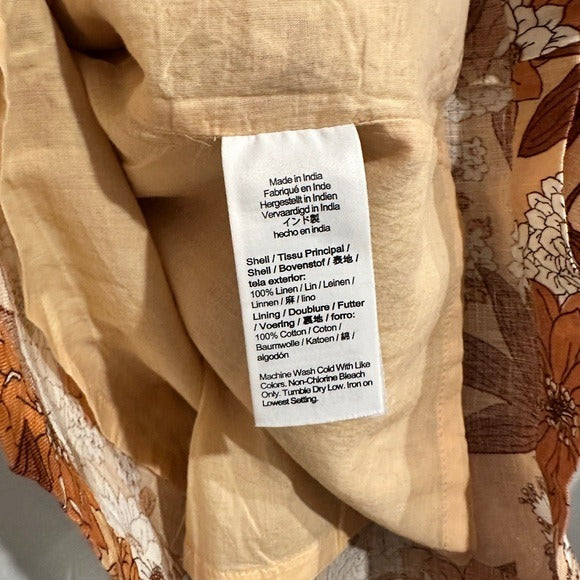 Made in India
Fabriqué en Inde
Hergestellt in Indien
Vervaardigd in India
インド製
hecho en india
Shell / Tissu Principal /
Shell / Bovenstof / 表地 /
tela exterior:
100% Linen / Lin / Leinen /
Linnen / 麻 / lino
Lining / Doublure / Futter
/ Voering / 裏地 / forro:
100% Cotton / Coton /
Baumwolle / Katoen / 綿 /
algodón
Machine Wash Cold With Like
Colors. Non-Chlorine Bleach
Only. Tumble Dry Low. Iron on
Lowest Setting.